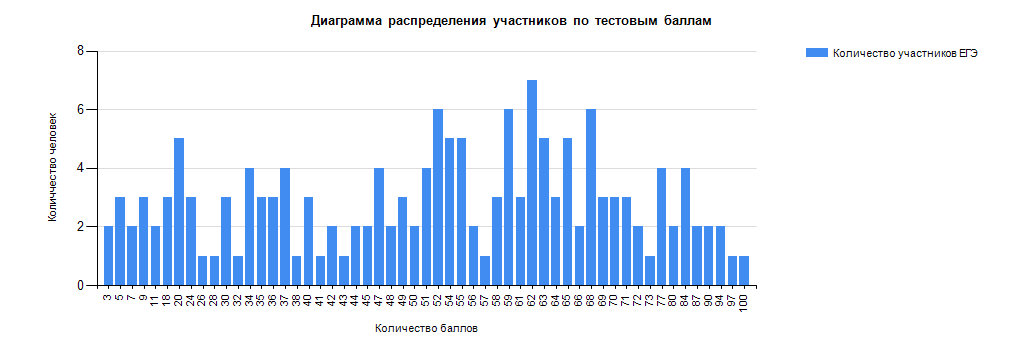 Диаграмма распределения участников по тестовым баллам
8
6
4
2
0
Количчество человек
3 5 7 9 11 18 20 24 26 28 30 32 34 35 36 37 38 40 41 42 43 44 45 47 48 49 50 51 52 54 55 56 57 58 59 61 62 63 64 65 66 68 69 70 71 72 73 77 80 84 87 90 94 97 100
Количество баллов
Количество участников ЕГЭ